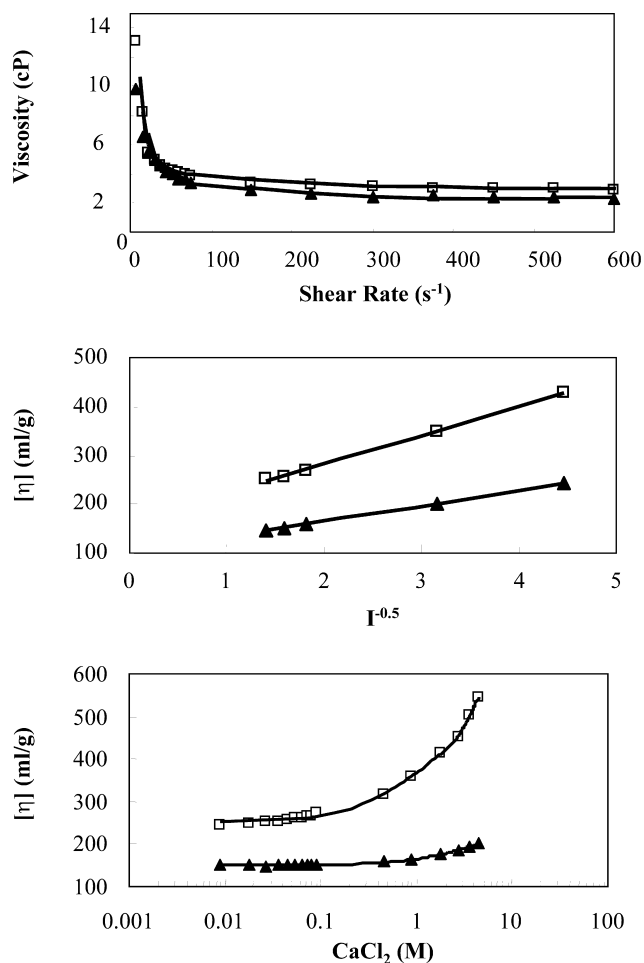 14
10
6
2
0
Viscosity (cP)
0 100 200 300 400 500 600
Shear Rate (s⁻¹)
500
400
300
200
100
[η] (ml/g)
0 1 2 3 4 5
I⁻⁰·⁵
600
500
400
300
200
100
[η] (ml/g)
0.001 0.01 0.1 1 10 100
CaCl₂ (M)